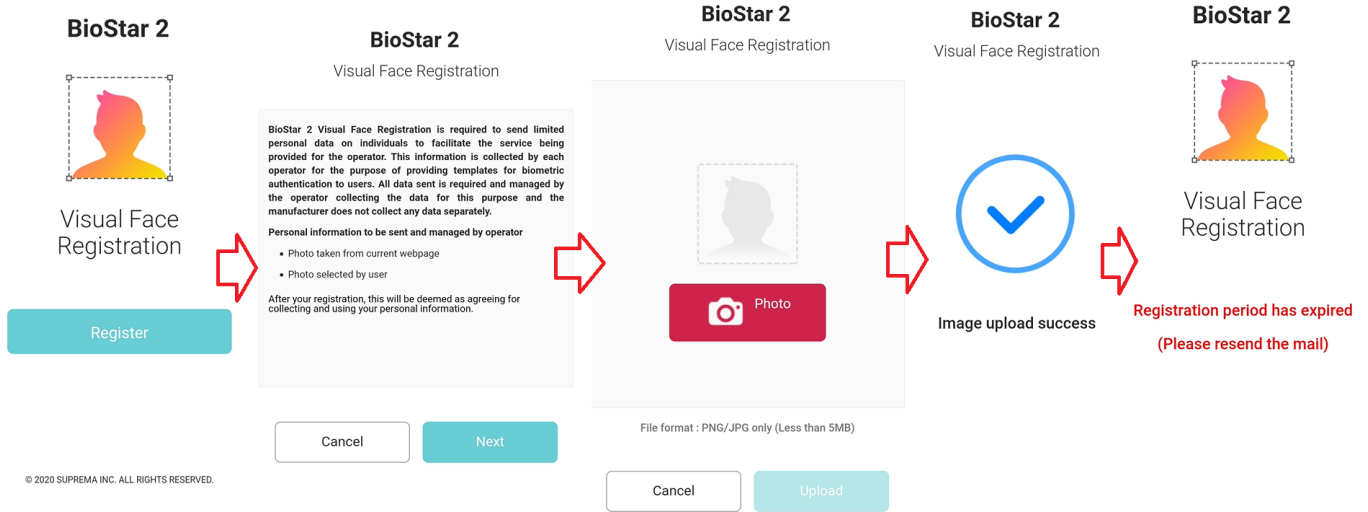 BioStar 2
Visual Face
Registration
Register
© 2020 SUPREMA INC. ALL RIGHTS RESERVED.
BioStar 2
Visual Face Registration
BioStar 2 Visual Face Registration is required to send limited
personal data on individuals to facilitate the service being
provided for the operator. This information is collected by each
operator for the purpose of providing templates for biometric
authentication to users. All data sent is required and managed by
the operator collecting the data for this purpose and the
manufacturer does not collect any data separately.
Personal information to be sent and managed by operator
▪ Photo taken from current webpage
▪ Photo selected by user
After your registration, this will be deemed as agreeing for
collecting and using your personal information.
Cancel
Next
BioStar 2
Visual Face Registration
Photo
File format : PNG/JPG only (Less than 5MB)
Cancel
Upload
BioStar 2
Visual Face Registration
Image upload success
BioStar 2
Visual Face
Registration
Registration period has expired
(Please resend the mail)